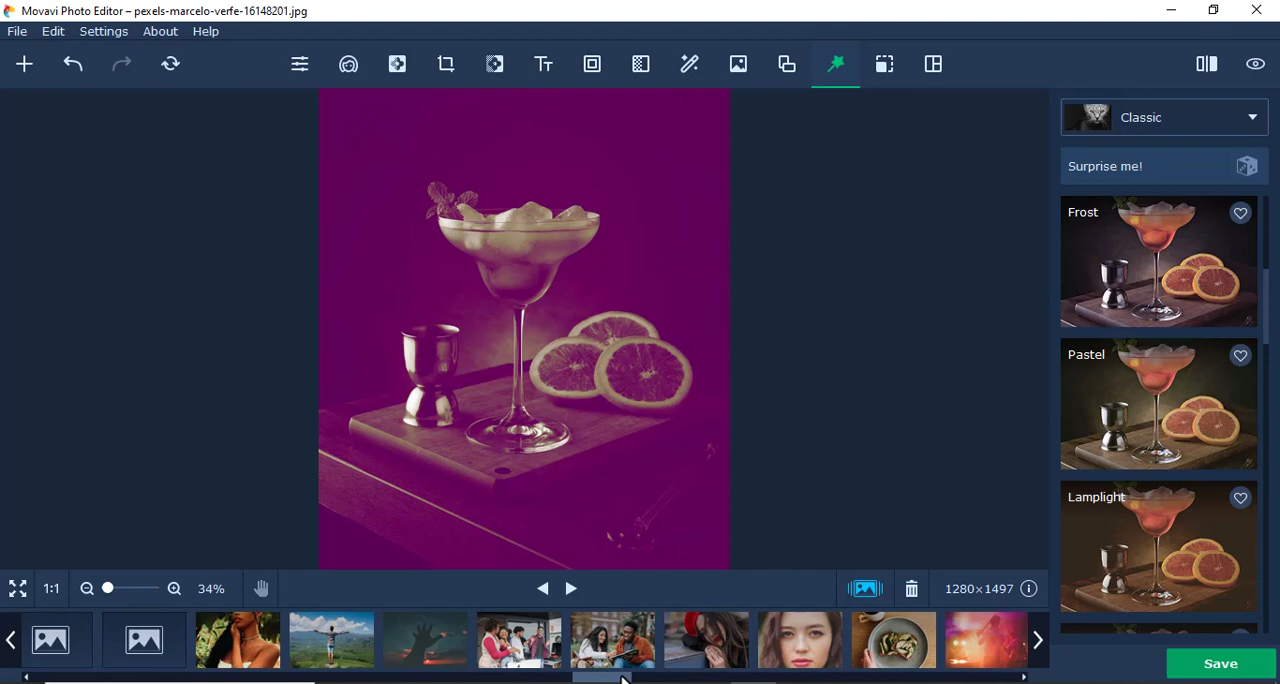 Movavi Photo Editor – pexels-marcelo-verfe-16148201.jpg
File Edit Settings About Help
Classic
Surprise me!
Frost
Pastel
Lamplight
1:1 34% 1280×1497
Save